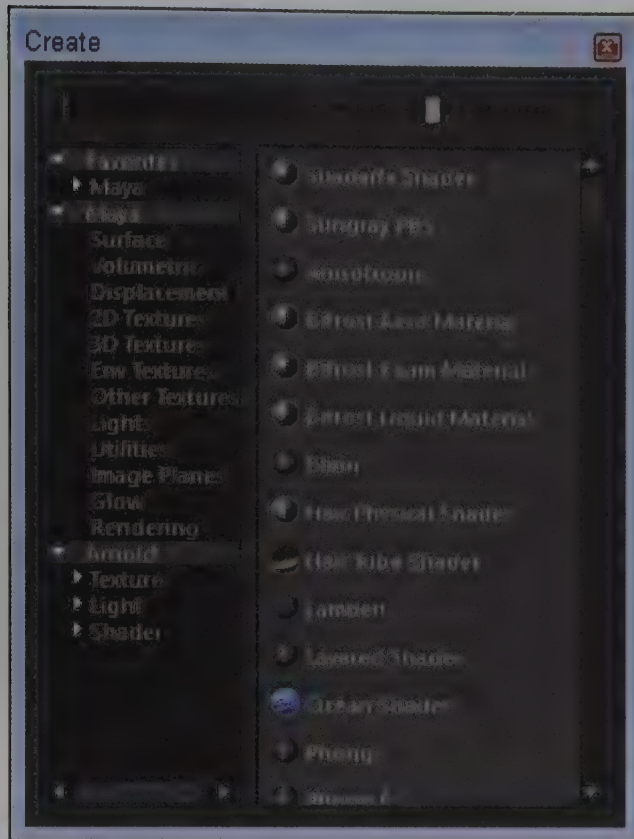 Create
Favorites
Maya
Maya
Surface
Volumetric
Displacement
2D Textures
3D Textures
Env Textures
Other Textures
Lights
Utilities
Image Planes
Glow
Rendering
Arnold
Texture
Light
Shader
Standard Shader
Stingray PBS
Anisotropic
Bifrost Aero Material
Bifrost Foam Material
Bifrost Liquid Material
Blinn
Hair Physical Shader
Hair Tube Shader
Lambert
Layered Shader
Ocean Shader
Phong